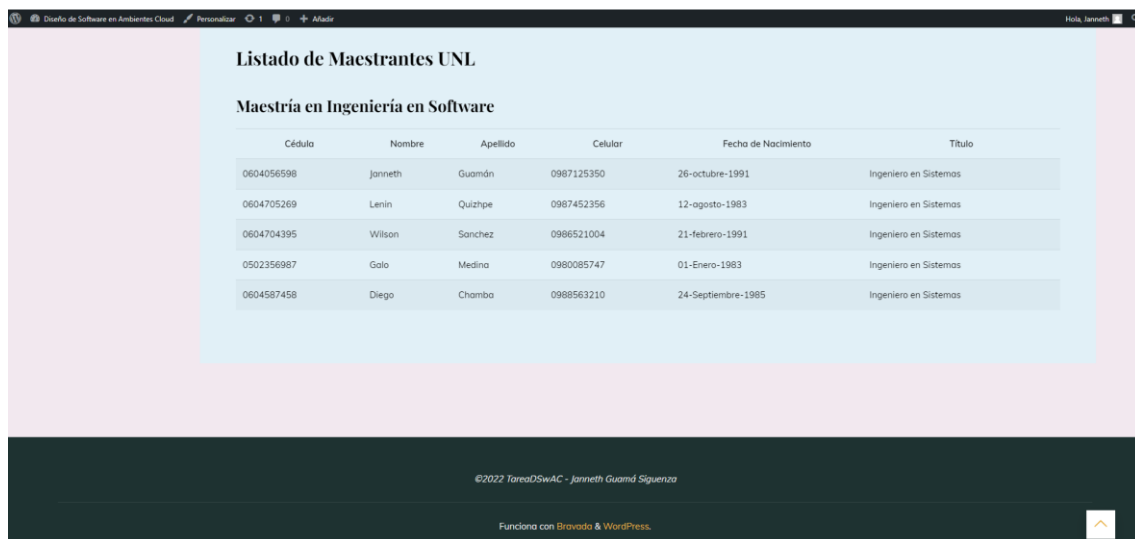 Diseño de Software en Ambientes Cloud Personalizar 1 0 Añadir Hola, Janneth
Listado de Maestrantes UNL
Maestría en Ingeniería en Software
Cédula Nombre Apellido Celular Fecha de Nacimiento Título
0604056598 Janneth Guamán 0987125350 26-octubre-1991 Ingeniero en Sistemas
0604705269 Lenin Quizhpe 0987452356 12-agosto-1983 Ingeniero en Sistemas
0604704395 Wilson Sanchez 0986521004 21-febrero-1991 Ingeniero en Sistemas
0502356987 Galo Medina 0980085747 01-Enero-1983 Ingeniero en Sistemas
0604587458 Diego Chamba 0988563210 24-Septiembre-1985 Ingeniero en Sistemas
©2022 TareaDSwAC - Janneth Guamá Siguenza
Funciona con Bravada & WordPress.